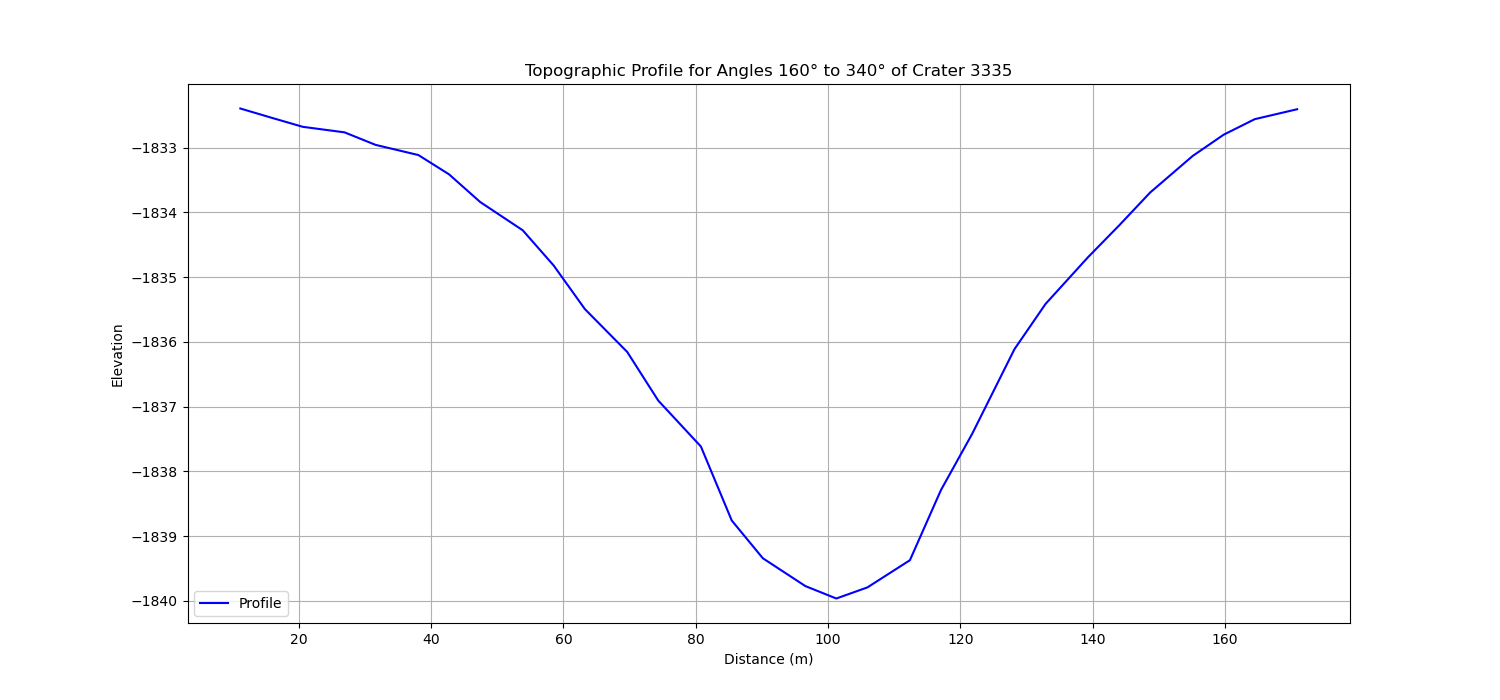 Topographic Profile for Angles 160° to 340° of Crater 3335
−1833
−1834
−1835
−1836
−1837
−1838
−1839
−1840
Elevation
Profile
20 40 60 80 100 120 140 160
Distance (m)